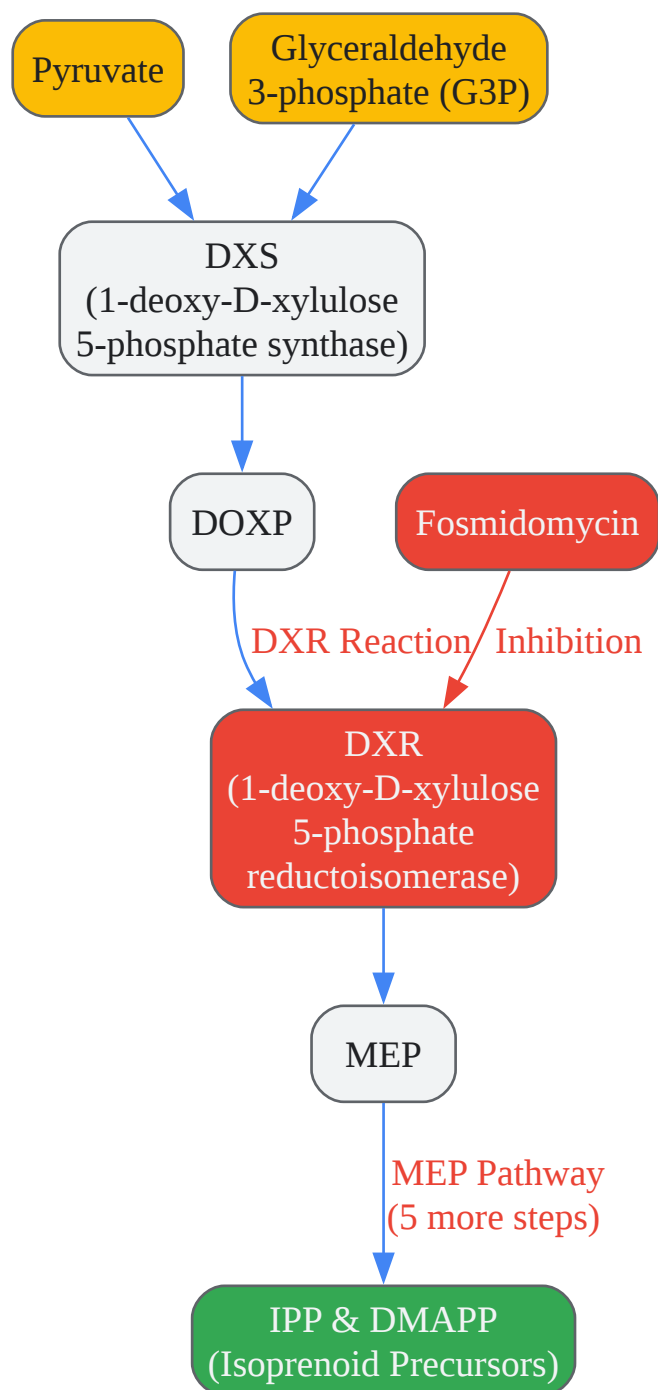 Pyruvate
Glyceraldehyde
3-phosphate (G3P)
DXS
(1-deoxy-D-xylulose
5-phosphate synthase)
DOXP
Fosmidomycin
DXR Reaction
Inhibition
DXR
(1-deoxy-D-xylulose
5-phosphate
reductoisomerase)
MEP
MEP Pathway
(5 more steps)
IPP & DMAPP
(Isoprenoid Precursors)